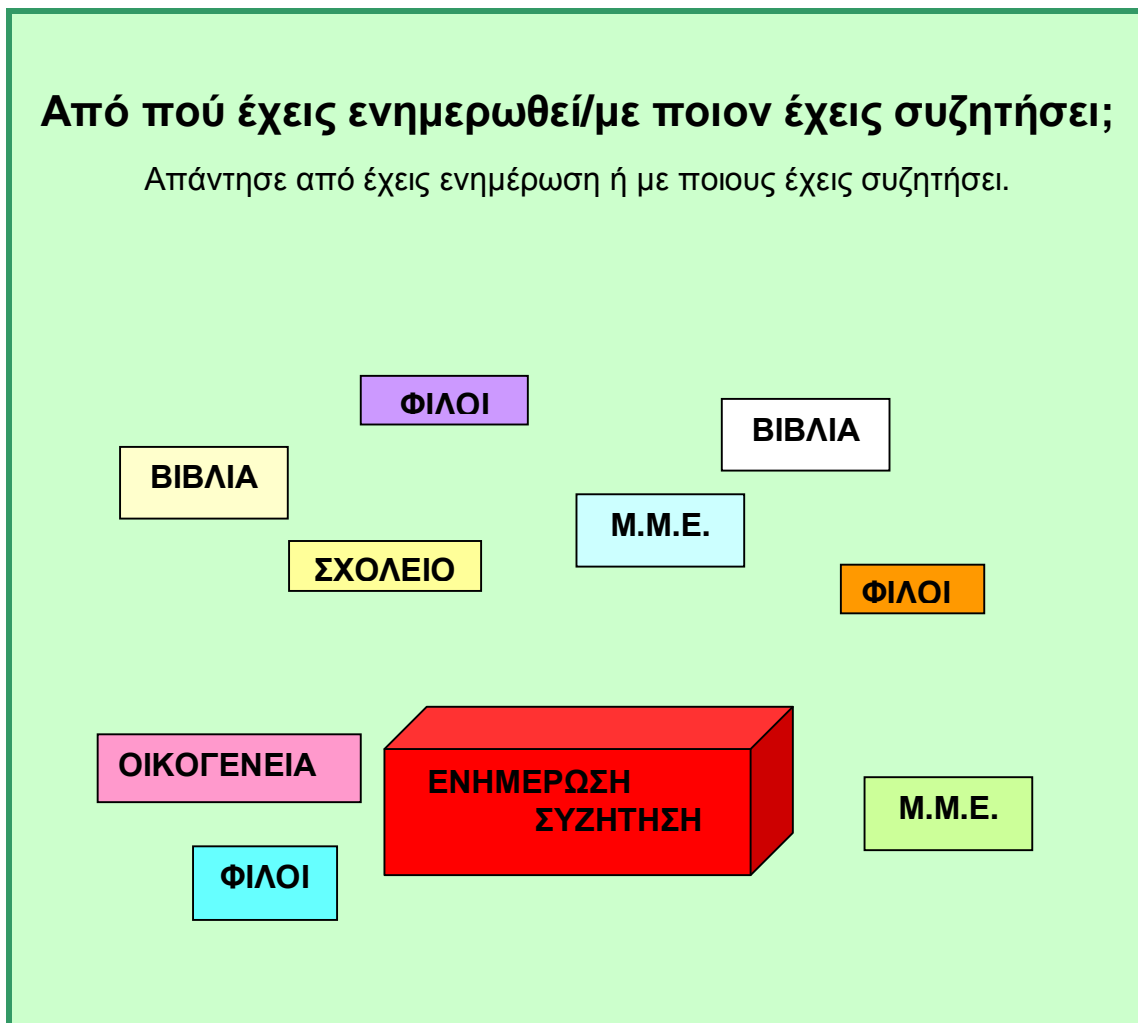 Από πού έχεις ενημερωθεί/με ποιον έχεις συζητήσει;
Απάντησε από έχεις ενημέρωση ή με ποιους έχεις συζητήσει.
ΦΙΛΟΙ
ΒΙΒΛΙΑ
ΒΙΒΛΙΑ
Μ.Μ.Ε.
ΣΧΟΛΕΙΟ
ΦΙΛΟΙ
ΟΙΚΟΓΕΝΕΙΑ
ΕΝΗΜΕΡΩΣΗ
ΣΥΖΗΤΗΣΗ
Μ.Μ.Ε.
ΦΙΛΟΙ